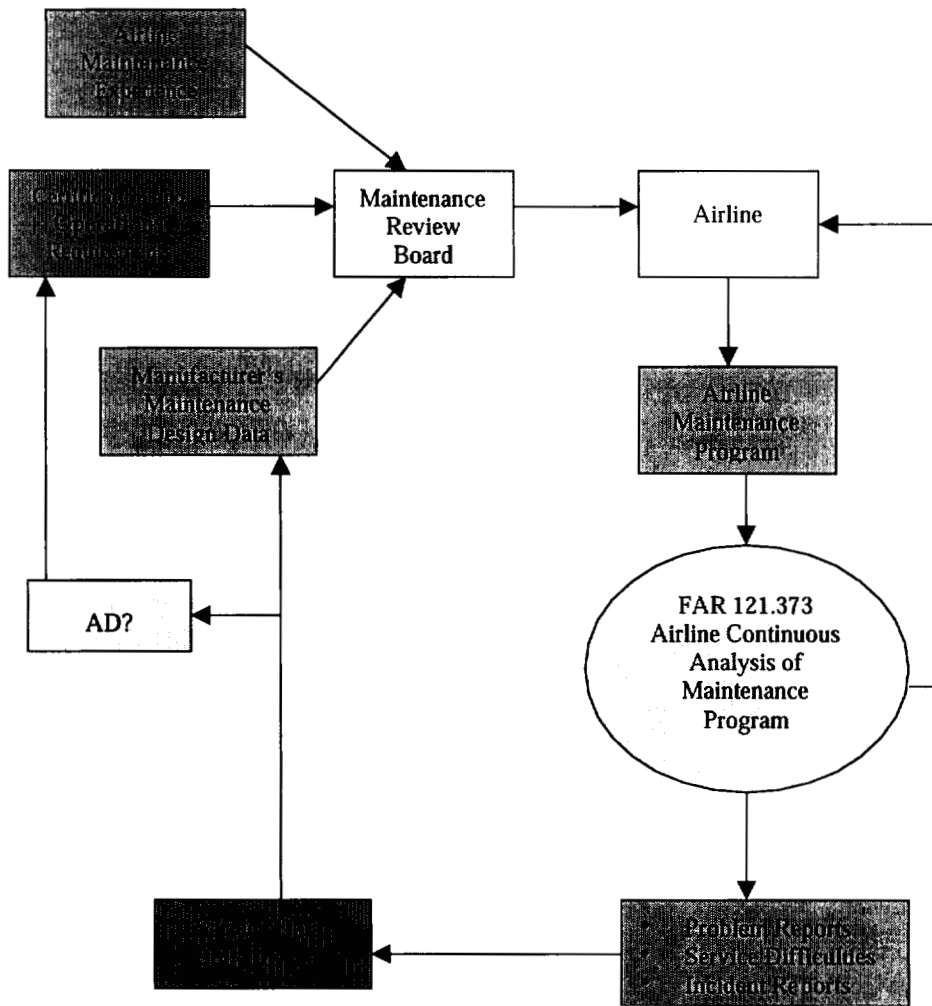 Airline
Maintenance
Experience
Maintenance
Review
Board
Airline
Manufacturer's
Maintenance
Design Data
Airline
Maintenance
Program
AD?
FAR 121.373
Airline Continuous
Analysis of
Maintenance
Program
Problem Reports
Service Difficulties
Incident Reports